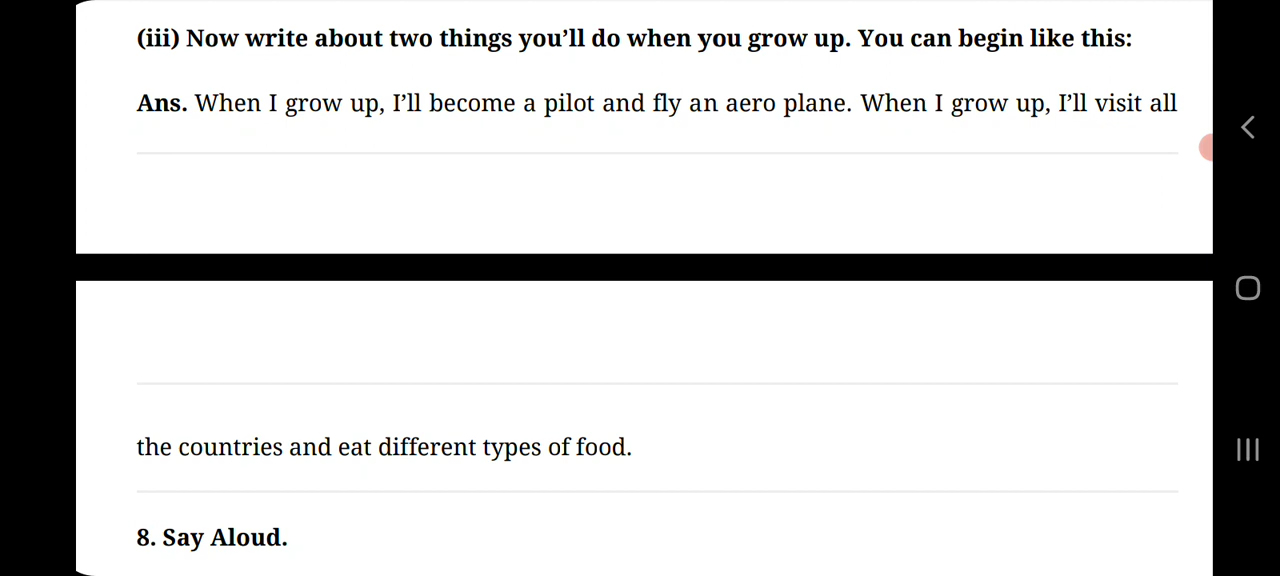 (iii) Now write about two things you’ll do when you grow up. You can begin like this:
Ans. When I grow up, I’ll become a pilot and fly an aero plane. When I grow up, I’ll visit all
the countries and eat different types of food.
8. Say Aloud.